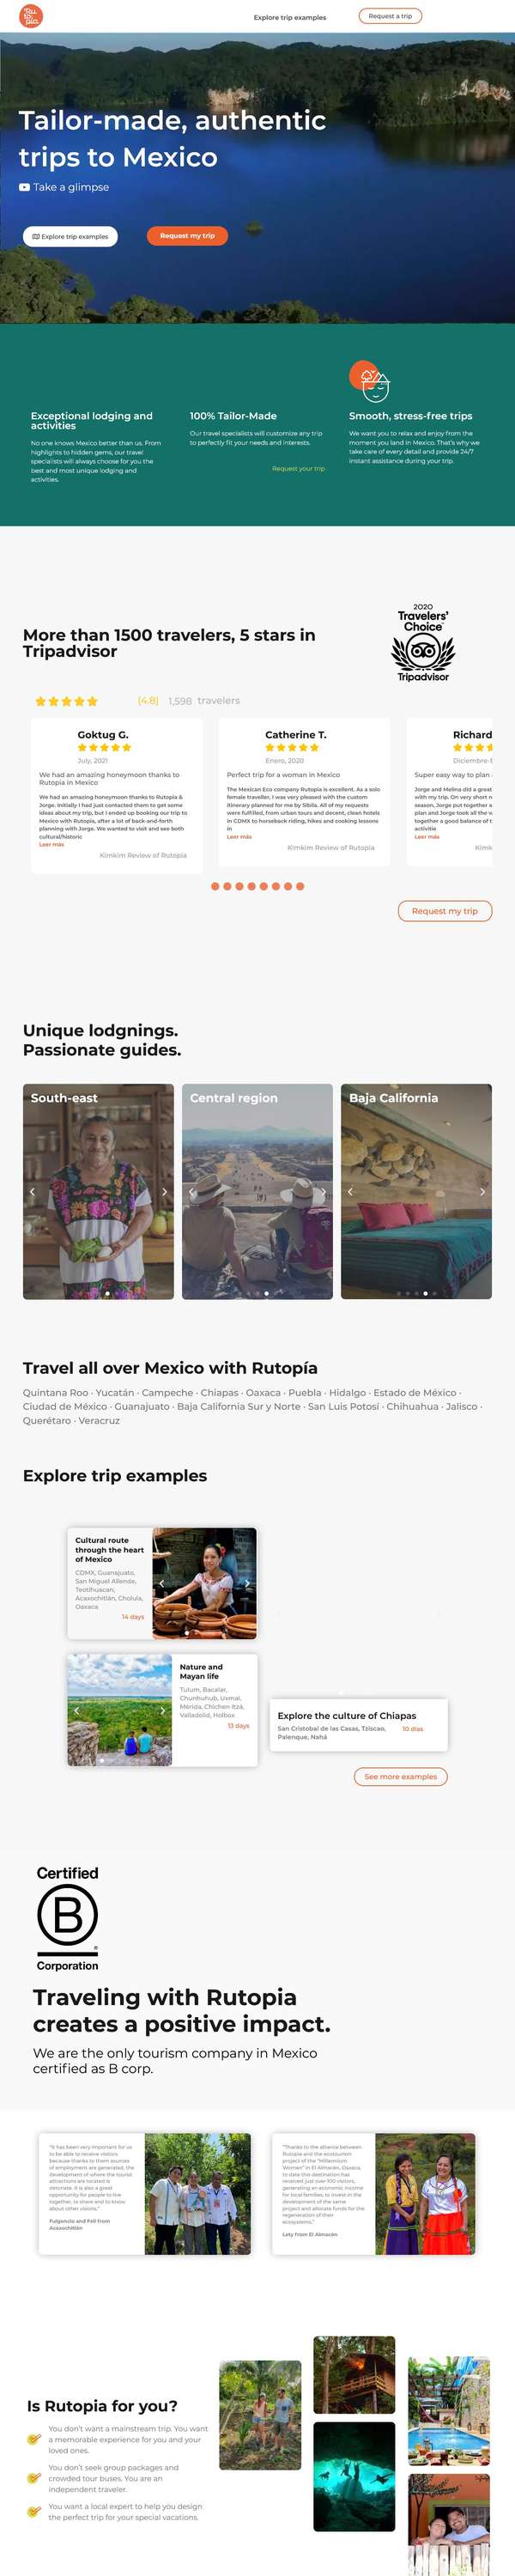 Ru
to
pía
Explore trip examples
Request a trip
Tailor-made, authentic
trips to Mexico
Take a glimpse
Explore trip examples
Request my trip
Exceptional lodging and
activities
No one knows Mexico better than us. From
highlights to hidden gems, our travel
specialists will always choose for you the
best and most unique lodging and
activities.
100% Tailor-Made
Our travel specialists will customize any trip
to perfectly fit your needs and interests.
Request your trip
Smooth, stress-free trips
We want you to relax and enjoy from the
moment you land in Mexico. That's why we
take care of every detail and provide 24/7
instant assistance during your trip.
More than 1500 travelers, 5 stars in
Tripadvisor
2020
Travelers'
Choice
Tripadvisor
(4.8) 1,598 travelers
Goktug G.
July, 2021
We had an amazing honeymoon thanks to
Rutopia in Mexico
We had an amazing honeymoon thanks to Rutopia &
Jorge. Initially I had just contacted them to get some
ideas about my trip, but I ended up booking our trip to
Mexico with Rutopia, after a lot of back-and-forth
planning with Jorge. We wanted to visit and see both
cultural/historic
Leer más
Kimkim Review of Rutopia
Catherine T.
Enero, 2020
Perfect trip for a woman in Mexico
The Mexican Eco company Rutopia is excellent. As a solo
female traveller, I was very pleased with the custom
itinerary planned for me by Sibila. All of my requests
were fulfilled, from urban tours and decent, clean hotels
in CDMX to horseback riding, hikes and cooking lessons
in
Leer más
Kimkim Review of Rutopia
Richard
Diciembre-E
Super easy way to plan
Jorge and Melina did a great
with my trip. On very short n
season, Jorge put together a
plan and Jorge took all the w
together a good balance of t
activitie
Leer más
Kimk
Request my trip
Unique lodgnings.
Passionate guides.
South-east
Central region
Baja California
Travel all over Mexico with Rutopía
Quintana Roo · Yucatán · Campeche · Chiapas · Oaxaca · Puebla · Hidalgo · Estado de México ·
Ciudad de México · Guanajuato · Baja California Sur y Norte · San Luis Potosí · Chihuahua · Jalisco ·
Querétaro · Veracruz
Explore trip examples
Cultural route
through the heart
of Mexico
CDMX, Guanajuato,
San Miguel Allende,
Teotihuacan,
Acaxochitlán, Cholula,
Oaxaca
14 days
Nature and
Mayan life
Tulum, Bacalar,
Chunhuhub, Uxmal,
Mérida, Chichen Itzá,
Valladolid, Holbox
13 days
Explore the culture of Chiapas
San Cristobal de las Casas, Tziscao,
Palenque, Nahá
10 días
See more examples
Certified
B
®
Corporation
Traveling with Rutopia
creates a positive impact.
We are the only tourism company in Mexico
certified as B corp.
"It has been very important for us
to be able to receive visitors
because thanks to them sources
of employment are generated, the
development of where the tourist
attractions are located is
detonate. It is also a great
opportunity for people to live
together, to share and to know
about other visions."
Fulgencio and Feli from
Acaxochitlán
"Thanks to the alliance between
Rutopia and the ecotourism
project of the "Millennium
Women" in El Almacén, Oaxaca,
to date this destination has
received just over 100 visitors,
generating an economic income
for local families, to invest in the
development of the same
project and allocate funds for the
regeneration of their
ecosystems."
Lety from El Almacén
Is Rutopia for you?
You don't want a mainstream trip. You want
a memorable experience for you and your
loved ones.
You don't seek group packages and
crowded tour buses. You are an
independent traveler.
You want a local expert to help you design
the perfect trip for your special vacations.